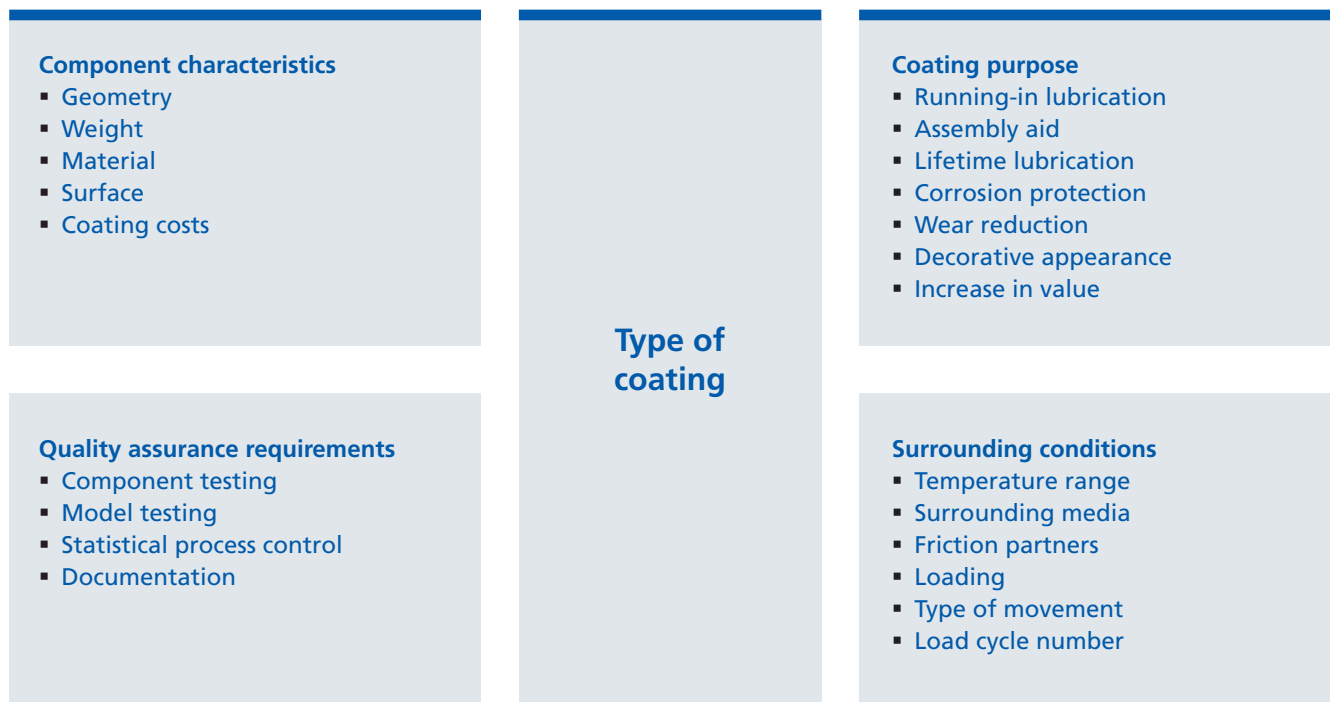 Component characteristics
▪ Geometry
▪ Weight
▪ Material
▪ Surface
▪ Coating costs
Quality assurance requirements
▪ Component testing
▪ Model testing
▪ Statistical process control
▪ Documentation
Type of
coating
Coating purpose
▪ Running-in lubrication
▪ Assembly aid
▪ Lifetime lubrication
▪ Corrosion protection
▪ Wear reduction
▪ Decorative appearance
▪ Increase in value
Surrounding conditions
▪ Temperature range
▪ Surrounding media
▪ Friction partners
▪ Loading
▪ Type of movement
▪ Load cycle number